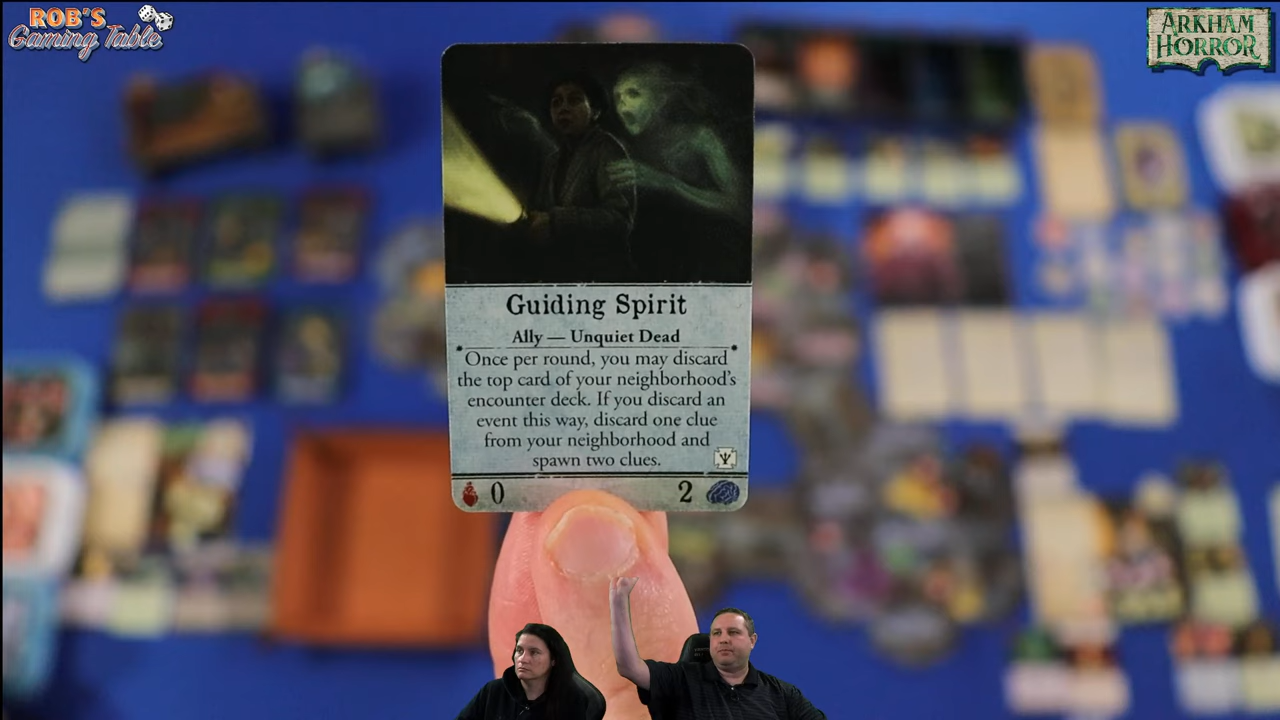 ROB'S
Gaming Table
ARKHAM
HORROR
Guiding Spirit
Ally — Unquiet Dead
Once per round, you may discard
the top card of your neighborhood's
encounter deck. If you discard an
event this way, discard one clue
from your neighborhood and
spawn two clues.
0
2